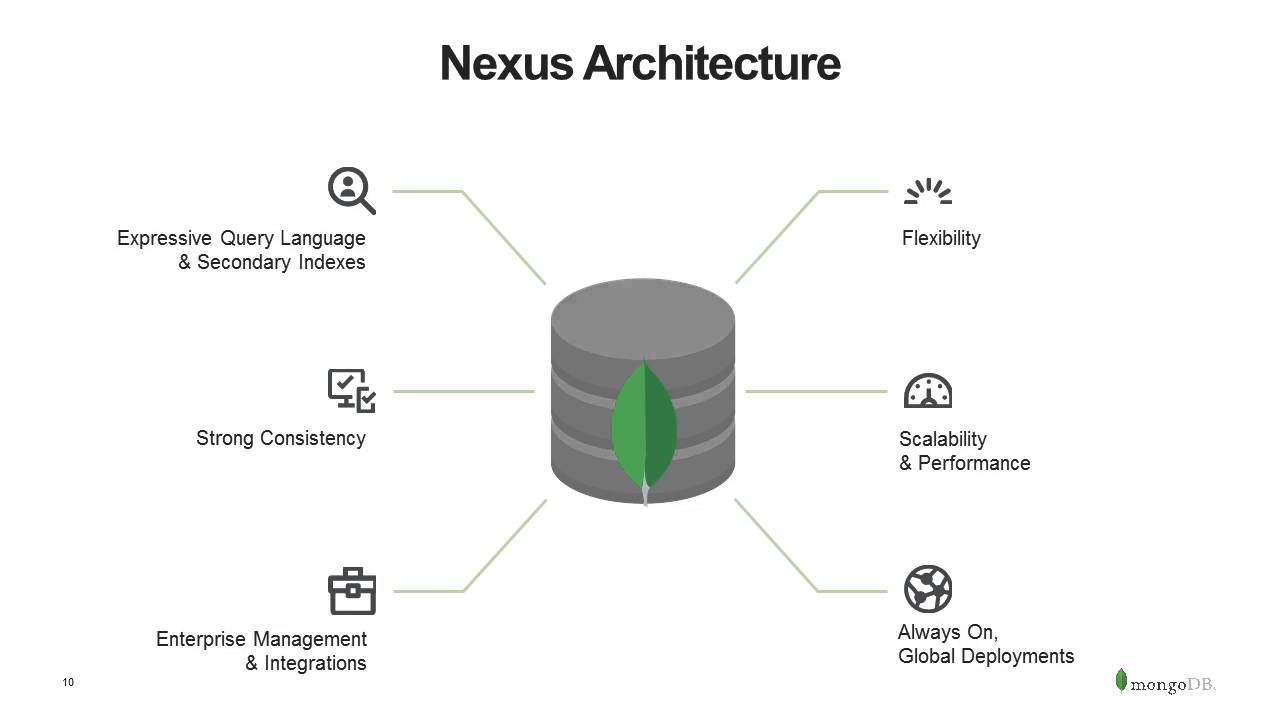 Nexus Architecture
Expressive Query Language
& Secondary Indexes
Flexibility
Strong Consistency
Scalability
& Performance
Enterprise Management
& Integrations
Always On,
Global Deployments
10
mongoDB.